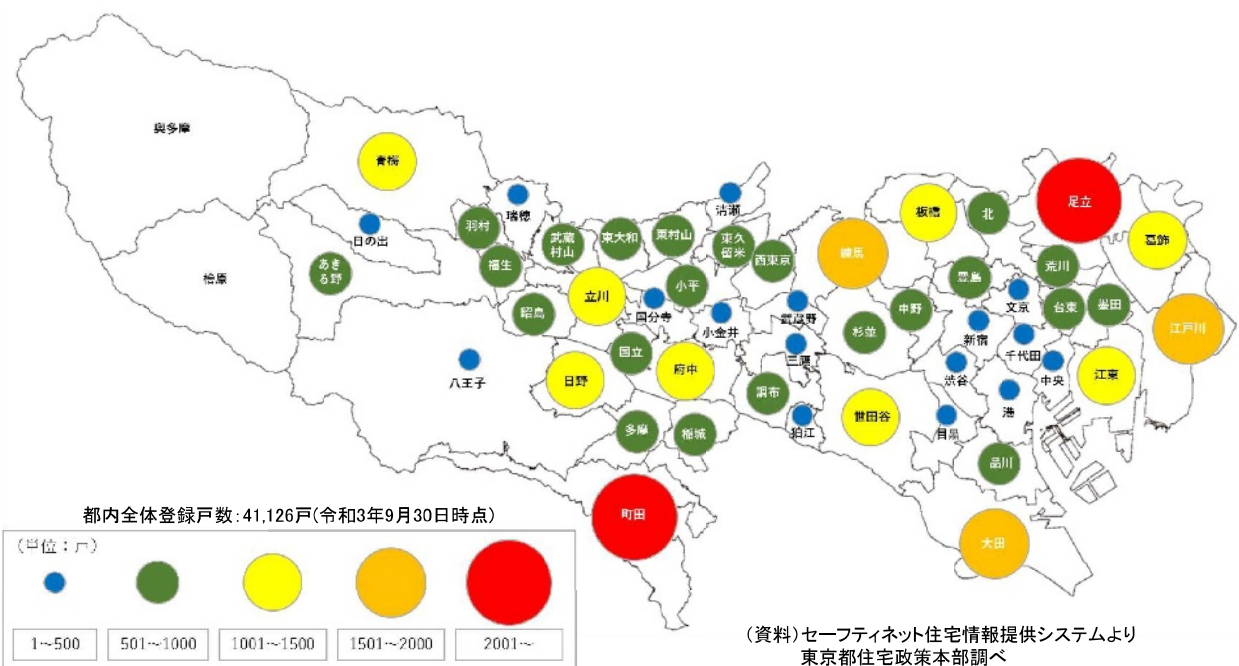 奥多摩
青梅
日の出
檜原
あき
る野
瑞穂
羽村
福生
武蔵
村山
東大和
東村山
清瀬
東久
留米
西東京
小平
立川
昭島
国分寺
小金井
武蔵野
三鷹
国立
府中
日野
八王子
調布
狛江
多摩
稲城
町田
練馬
板橋
北
足立
葛飾
荒川
豊島
文京
台東
墨田
江戸川
中野
杉並
新宿
千代田
渋谷
中央
江東
港
世田谷
目黒
品川
大田
都内全体登録戸数:41,126戸(令和3年9月30日時点)
(単位:戸)
1~500
501~1000
1001~1500
1501~2000
2001~
(資料)セーフティネット住宅情報提供システムより
東京都住宅政策本部調べ